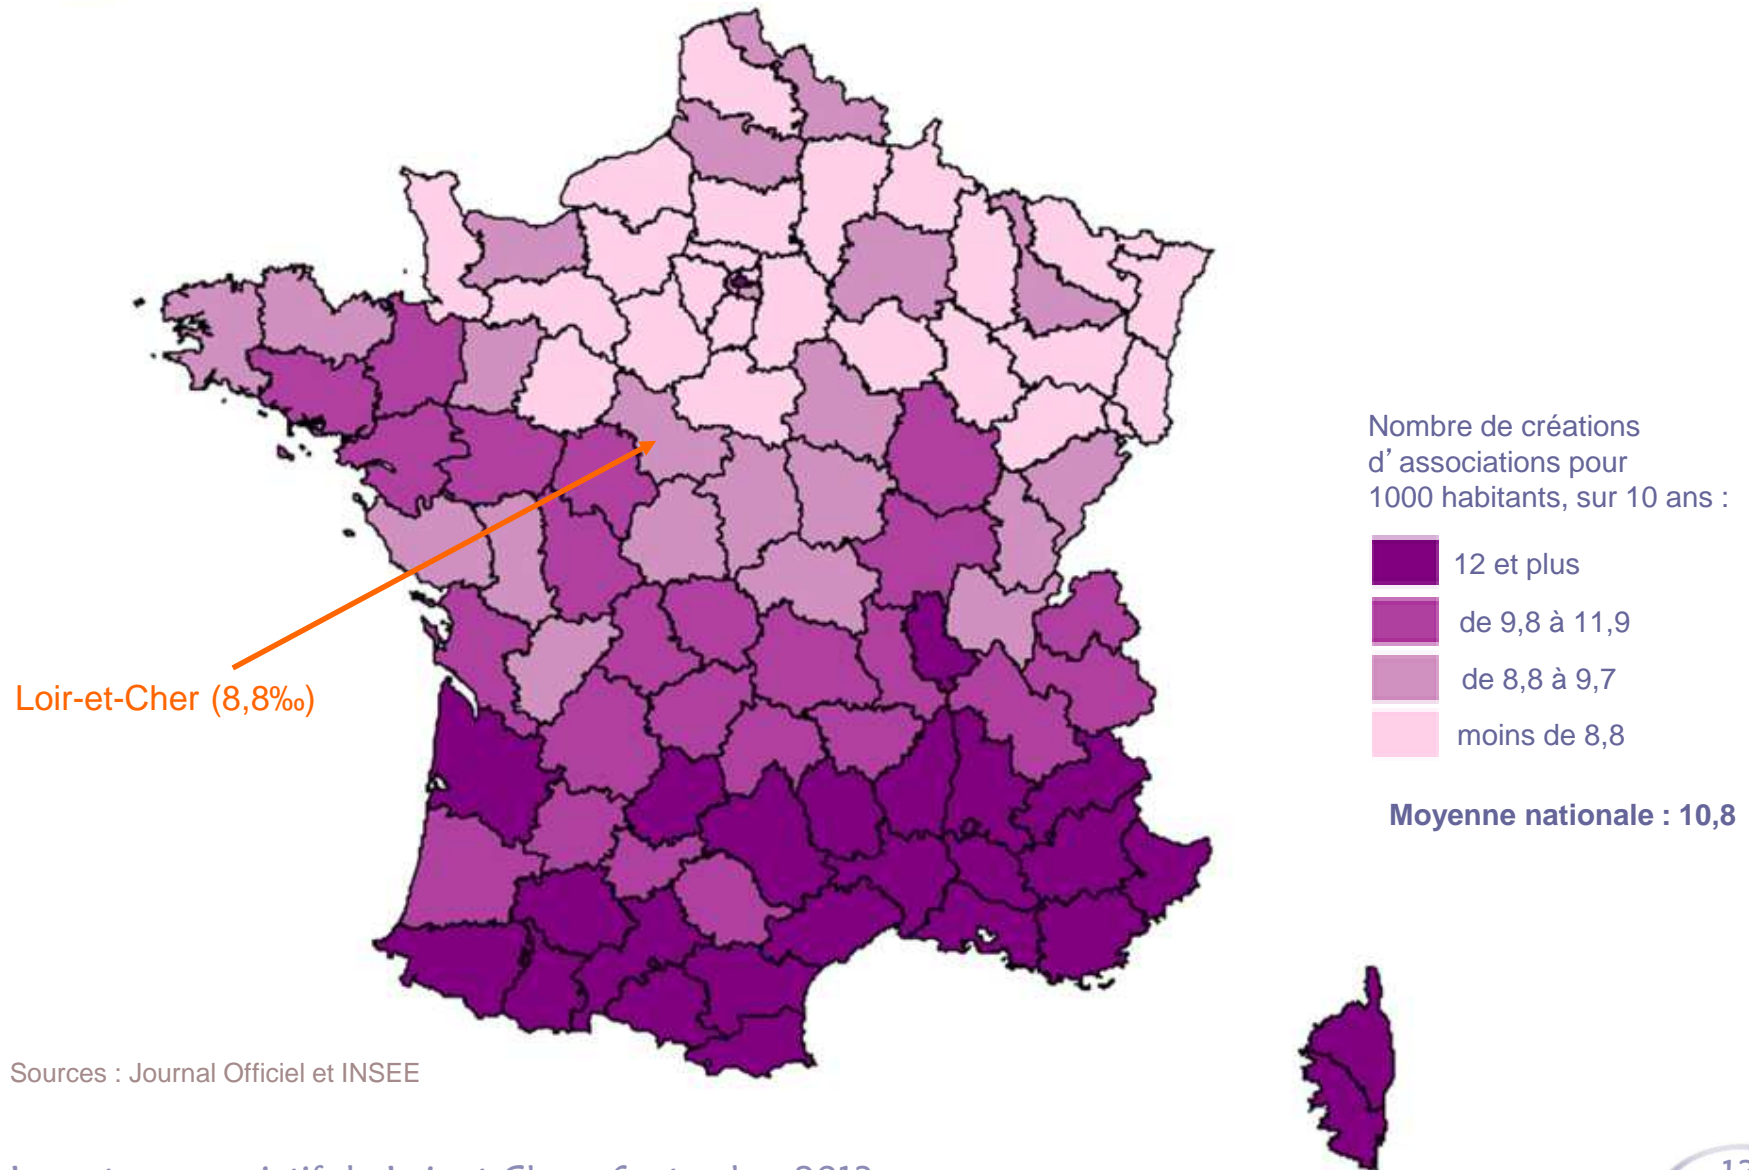 Nombre de créations
d’associations pour
1000 habitants, sur 10 ans :
12 et plus
de 9,8 à 11,9
de 8,8 à 9,7
moins de 8,8
Moyenne nationale : 10,8
Loir-et-Cher (8,8‰)
Sources : Journal Officiel et INSEE